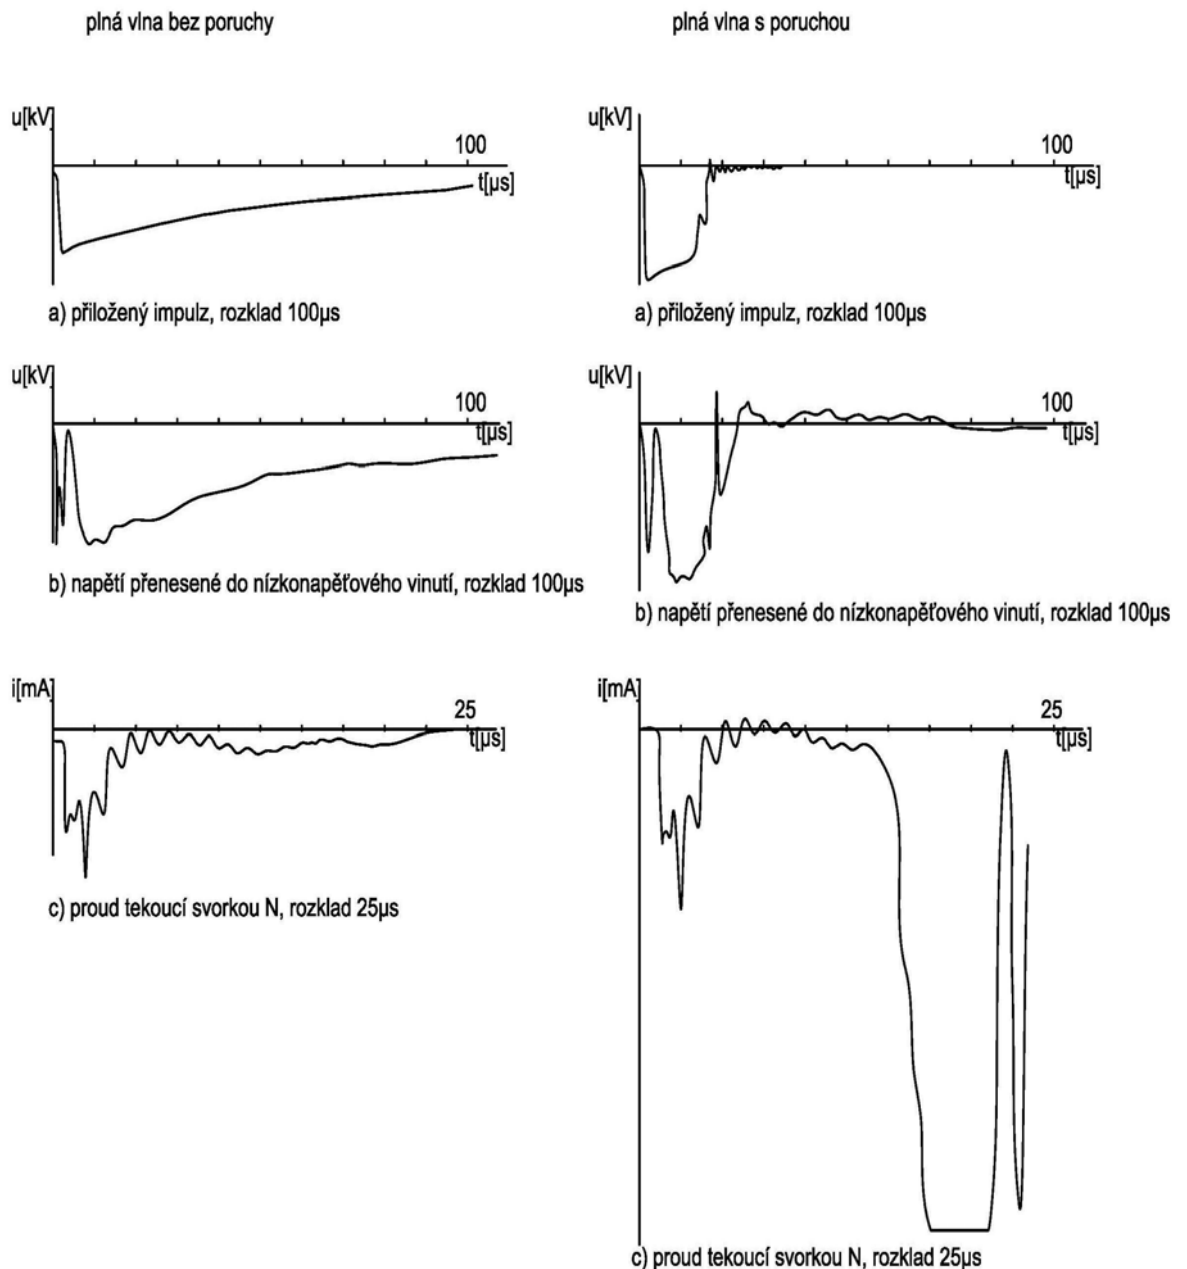 plná vlna bez poruchy
u[kV]
100
t[µs]
a) přiložený impulz, rozklad 100µs
u[kV]
100
t[µs]
b) napětí přenesené do nízkonapěťového vinutí, rozklad 100µs
i[mA]
25
t[µs]
c) proud tekoucí svorkou N, rozklad 25µs
plná vlna s poruchou
u[kV]
100
t[µs]
a) přiložený impulz, rozklad 100µs
u[kV]
100
t[µs]
b) napětí přenesené do nízkonapěťového vinutí, rozklad 100µs
i[mA]
25
t[µs]
c) proud tekoucí svorkou N, rozklad 25µs